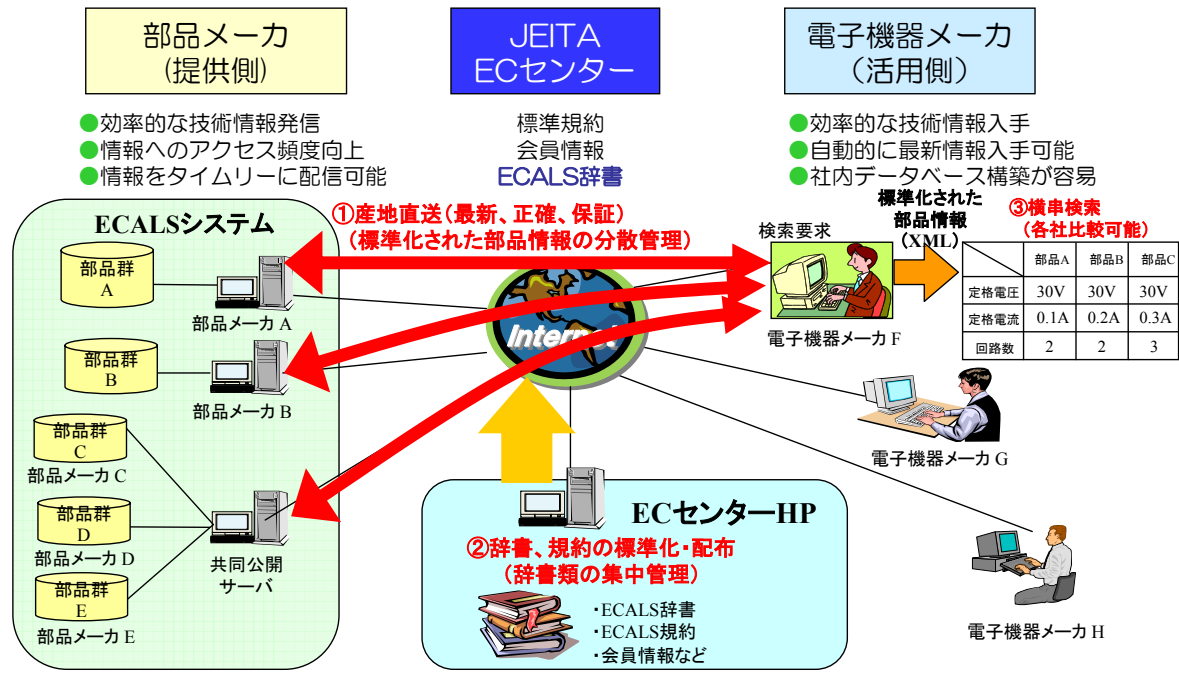 部品メーカ
(提供側)
JEITA
ECセンター
電子機器メーカ
(活用側)
●効率的な技術情報発信
●情報へのアクセス頻度向上
●情報をタイムリーに配信可能
標準規約
会員情報
ECALS辞書
●効率的な技術情報入手
●自動的に最新情報入手可能
●社内データベース構築が容易
ECALSシステム
①産地直送(最新、正確、保証)
(標準化された部品情報の分散管理)
検索要求
標準化された
部品情報
(XML)
③横串検索
(各社比較可能)
部品群
A
部品メーカ A
部品群
B
部品メーカ B
部品群
C
部品メーカ C
部品群
D
部品メーカ D
部品群
E
部品メーカ E
共同公開
サーバ
Internet
電子機器メーカ F
部品A 部品B 部品C
定格電圧 30V 30V 30V
定格電流 0.1A 0.2A 0.3A
回路数 2 2 3
電子機器メーカ G
電子機器メーカ H
ECセンターHP
②辞書、規約の標準化・配布
(辞書類の集中管理)
・ECALS辞書
・ECALS規約
・会員情報など